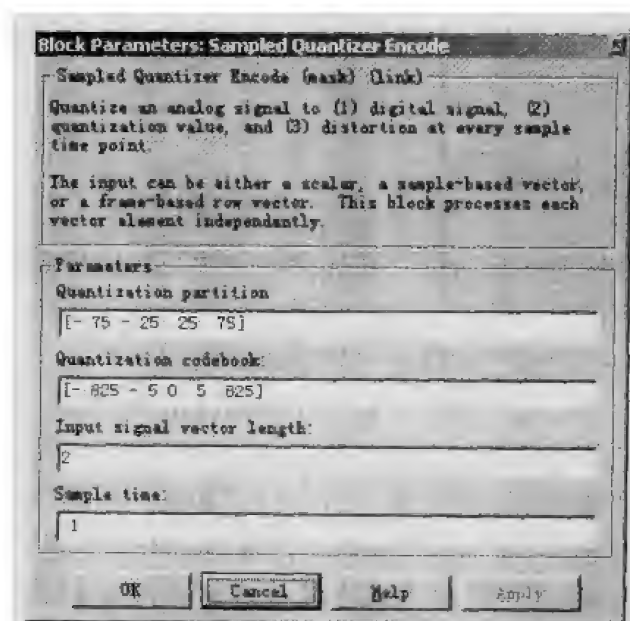 Block Parameters: Sampled Quantizer Encode
Sampled Quantizer Encode (mask) (link)
Quantize an analog signal to (1) digital signal, (2)
quantization value, and (3) distortion at every sample
time point.
The input can be either a scalar, a sample-based vector,
or a frame-based row vector. This block processes each
vector element independantly.
Parameters
Quantization partition
[- 75 - 25 25 75]
Quantization codebook:
[- 825 - 5 0 5 825]
Input signal vector length:
2
Sample time:
1
OK
Cancel
Help
Apply